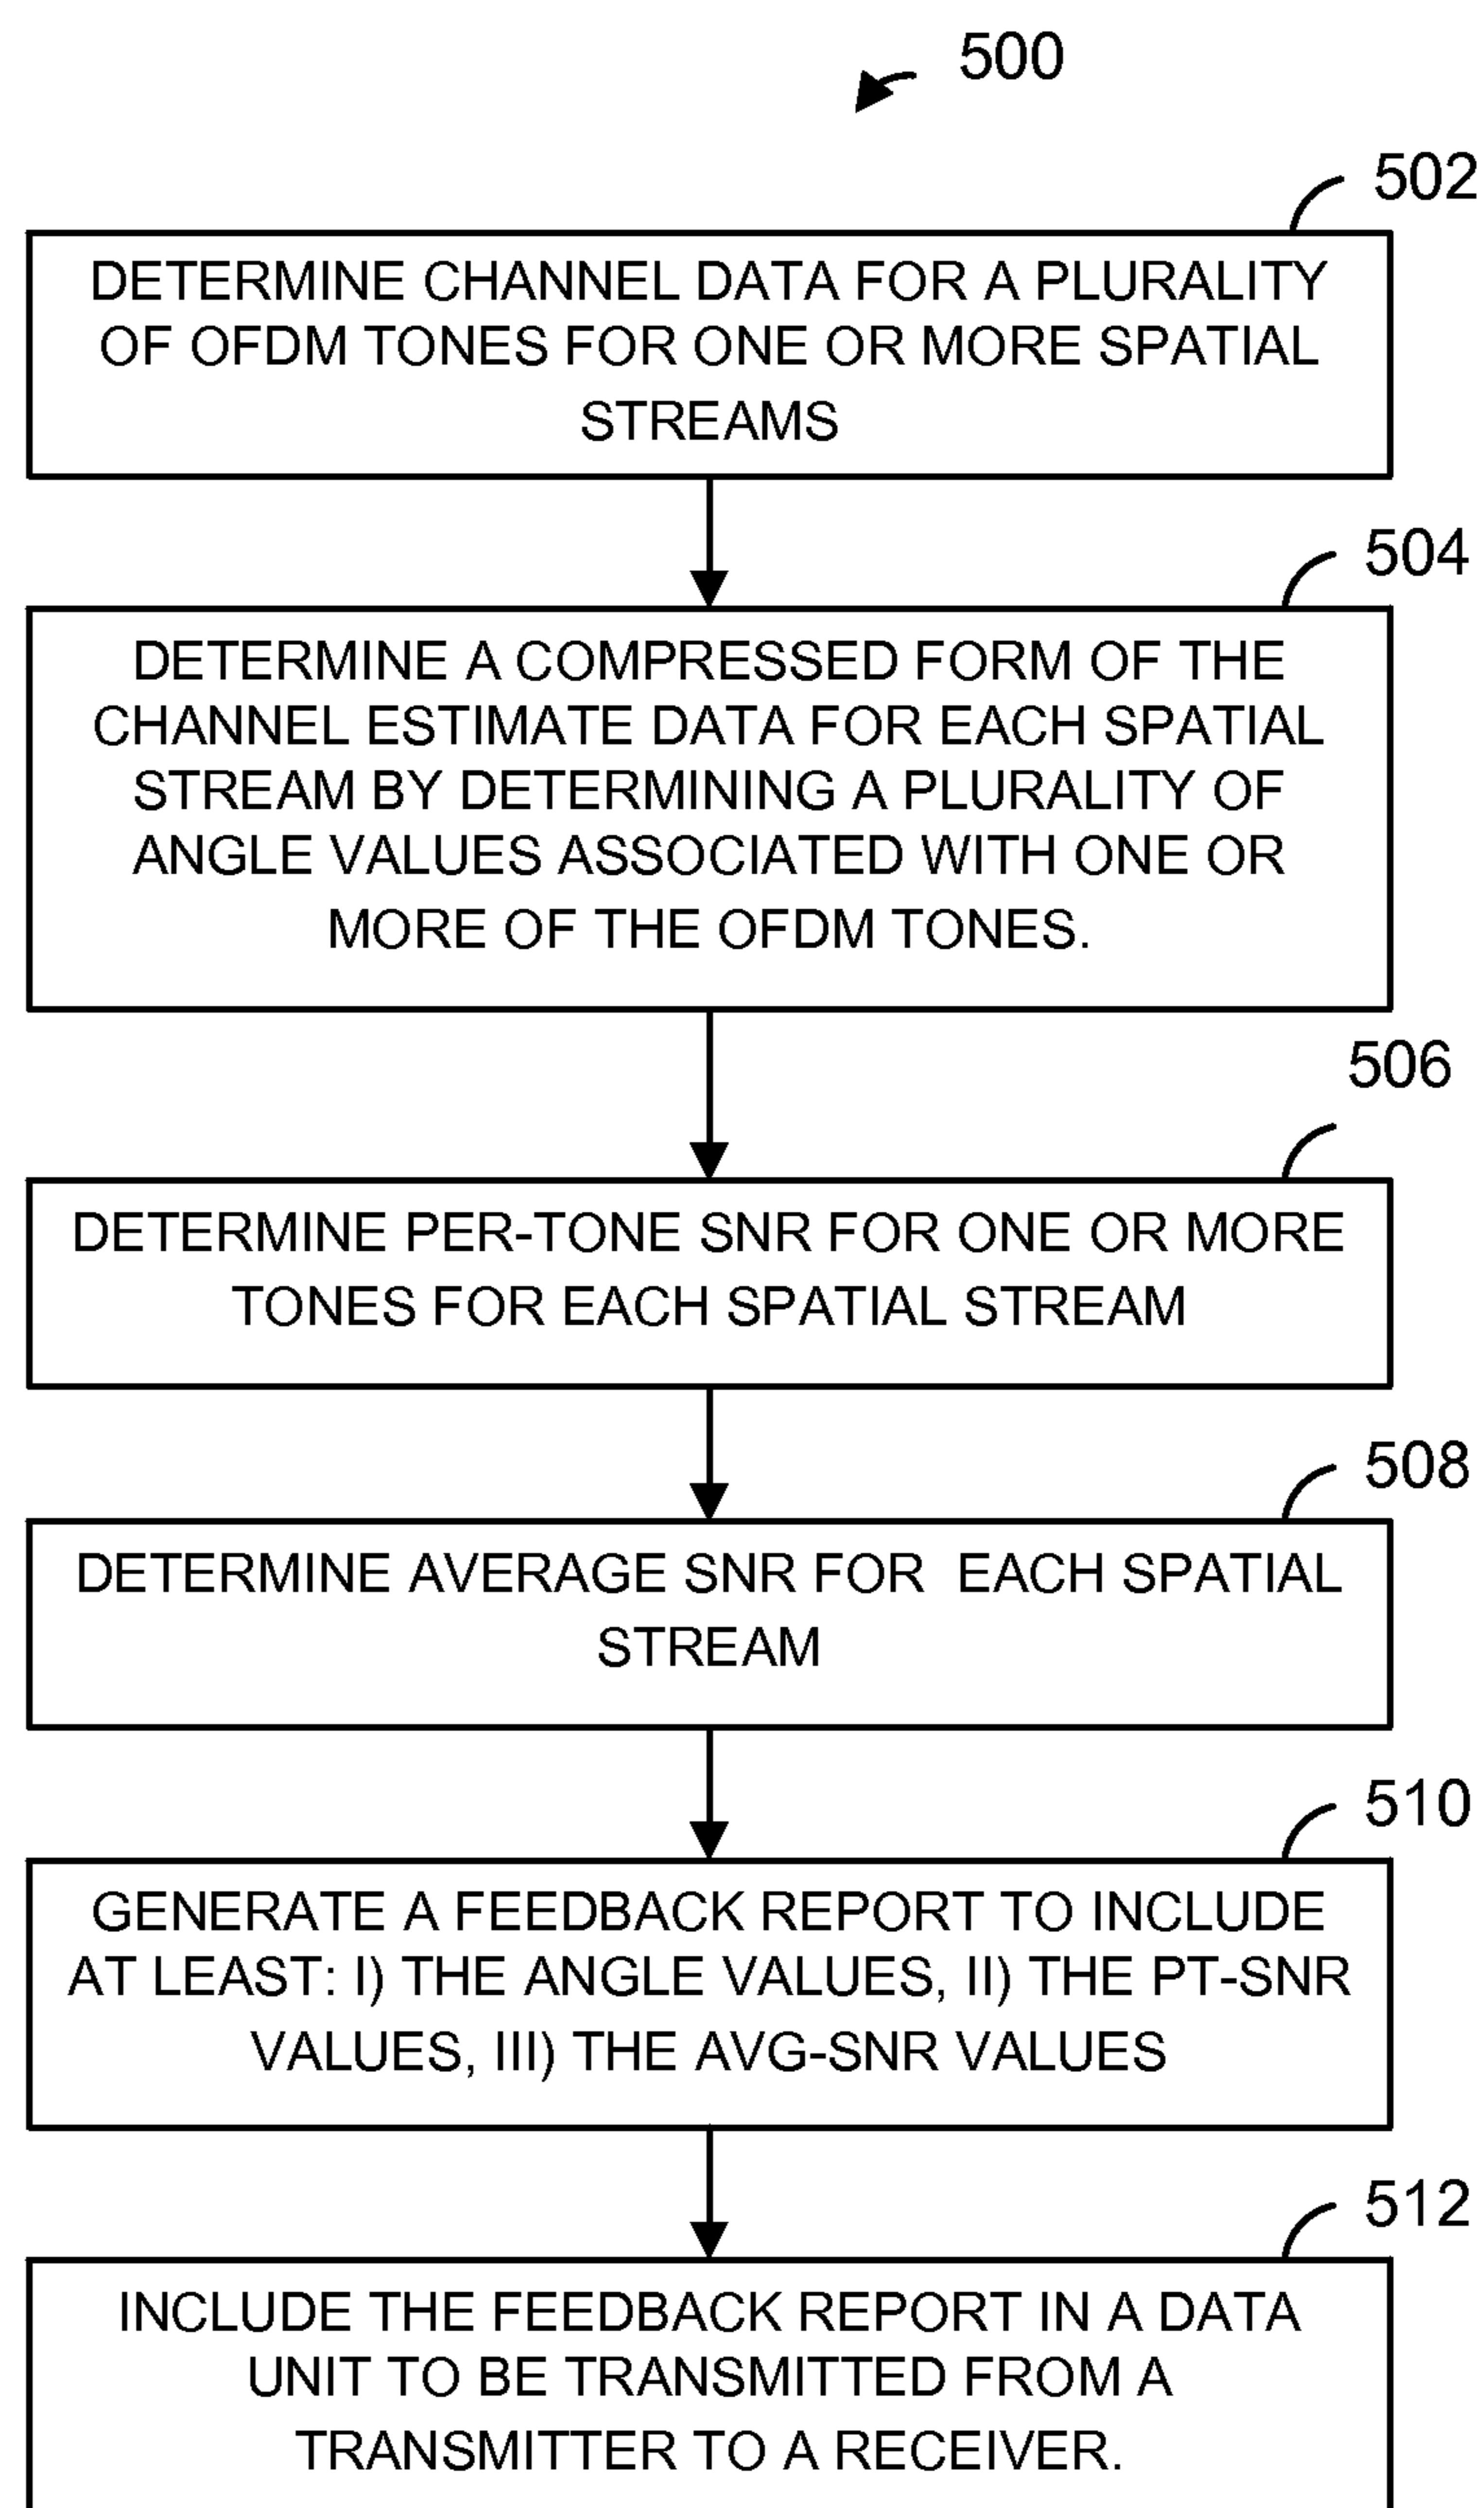 500
502
DETERMINE CHANNEL DATA FOR A PLURALITY
OF OFDM TONES FOR ONE OR MORE SPATIAL
STREAMS
504
DETERMINE A COMPRESSED FORM OF THE
CHANNEL ESTIMATE DATA FOR EACH SPATIAL
STREAM BY DETERMINING A PLURALITY OF
ANGLE VALUES ASSOCIATED WITH ONE OR
MORE OF THE OFDM TONES.
506
DETERMINE PER-TONE SNR FOR ONE OR MORE
TONES FOR EACH SPATIAL STREAM
508
DETERMINE AVERAGE SNR FOR EACH SPATIAL
STREAM
510
GENERATE A FEEDBACK REPORT TO INCLUDE
AT LEAST: I) THE ANGLE VALUES, II) THE PT-SNR
VALUES, III) THE AVG-SNR VALUES
512
INCLUDE THE FEEDBACK REPORT IN A DATA
UNIT TO BE TRANSMITTED FROM A
TRANSMITTER TO A RECEIVER.